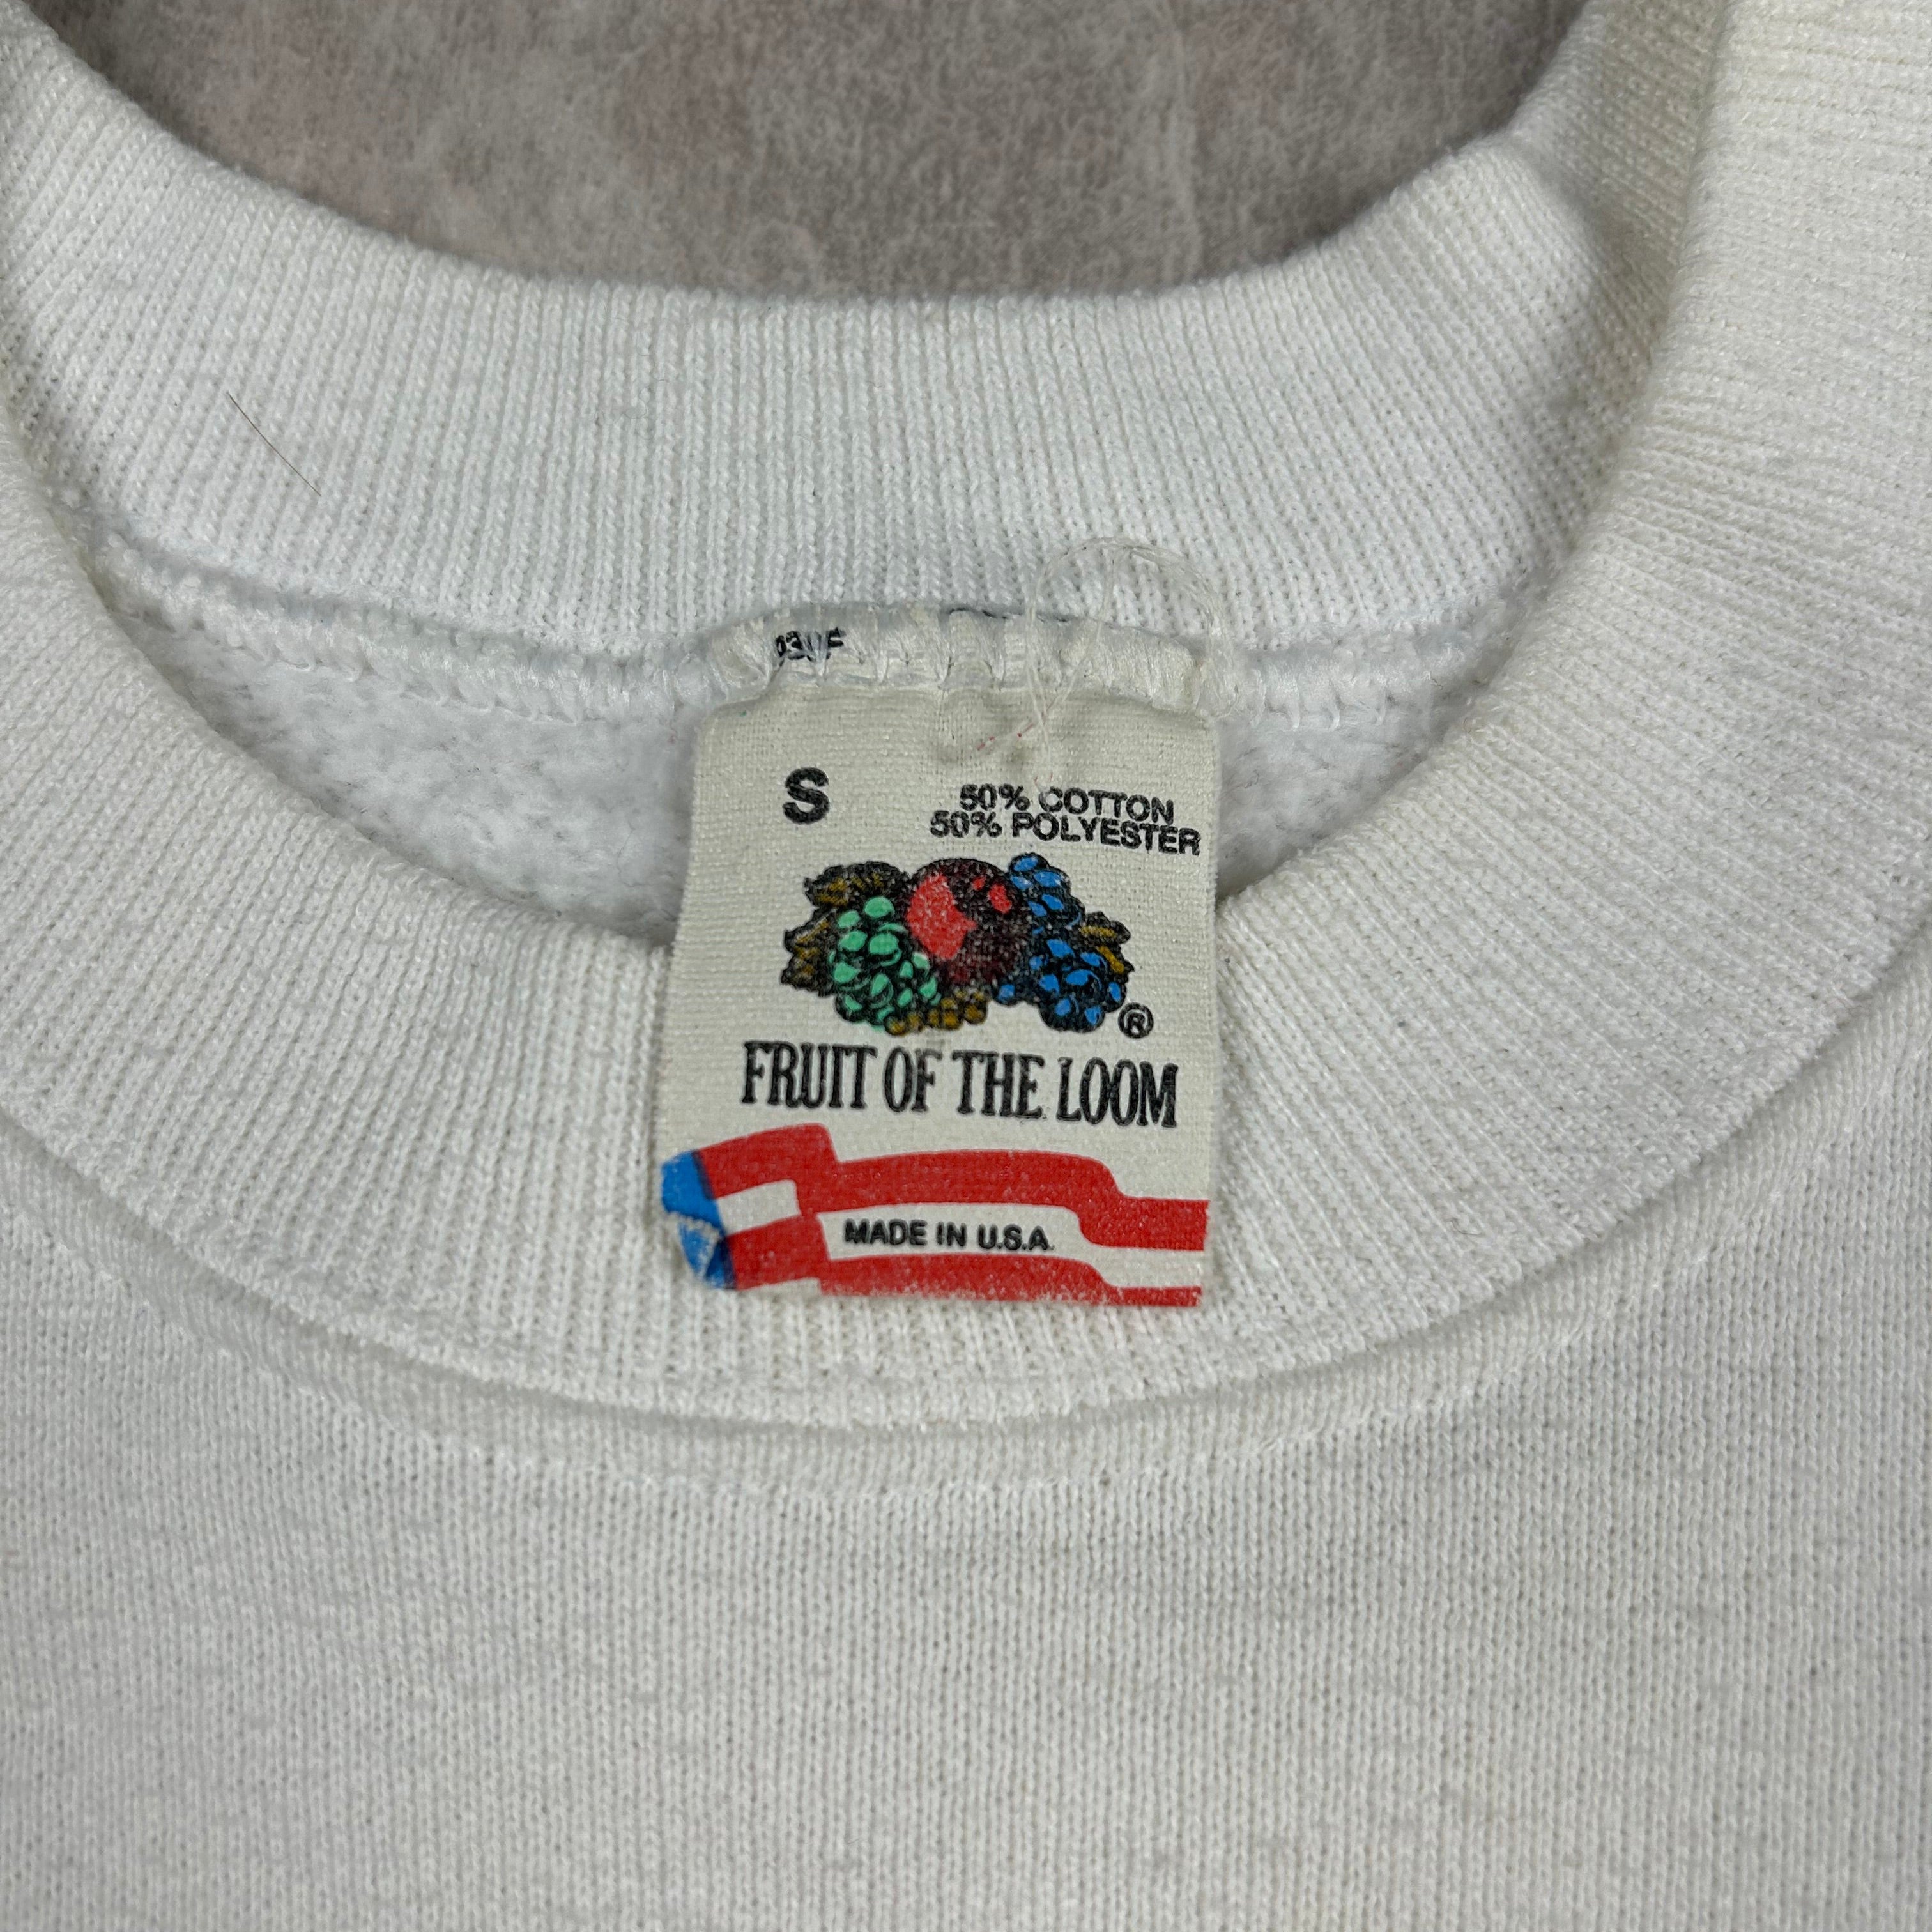 S
50% COTTON
50% POLYESTER
®
FRUIT OF THE LOOM
MADE IN U.S.A.